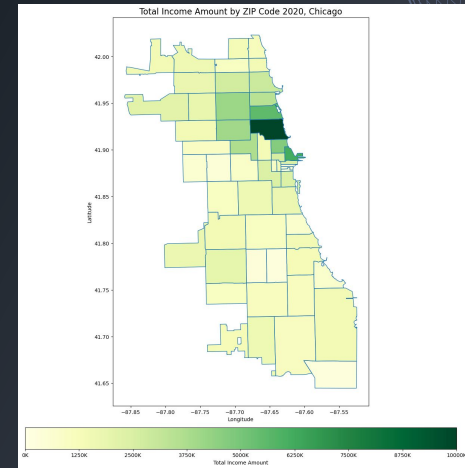 Total Income Amount by ZIP Code 2020, Chicago
42.00
41.95
41.90
41.85
41.80
41.75
41.70
41.65
Latitude
−87.85 −87.80 −87.75 −87.70 −87.65 −87.60 −87.55
Longitude
0K 1250K 2500K 3750K 5000K 6250K 7500K 8750K 10000K
Total Income Amount